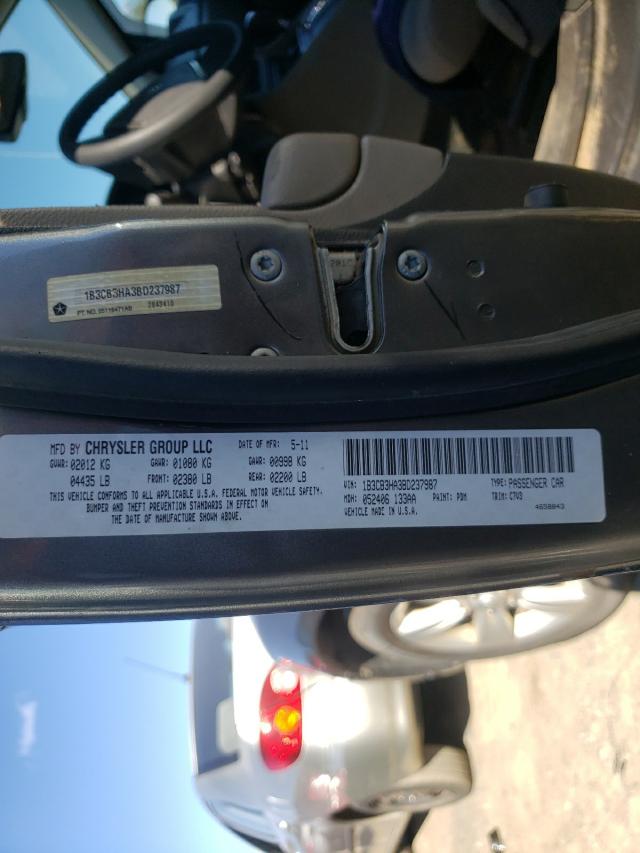 1B3CB3HA3BD237987
PT. NO. 05116471AB 2843410
MFD BY CHRYSLER GROUP LLC DATE OF MFR: 5-11
GVWR: 02012 KG GAWR: 01080 KG GAWR: 00998 KG
04435 LB FRONT: 02380 LB REAR: 02200 LB
THIS VEHICLE CONFORMS TO ALL APPLICABLE U.S.A. FEDERAL MOTOR VEHICLE SAFETY,
BUMPER AND THEFT PREVENTION STANDARDS IN EFFECT ON
THE DATE OF MANUFACTURE SHOWN ABOVE.
VIN: 1B3CB3HA3BD237987 TYPE: PASSENGER CAR
MDH: 052406 133AA PAINT: PDM TRIM: C7V3
VEHICLE MADE IN U.S.A. 4658843